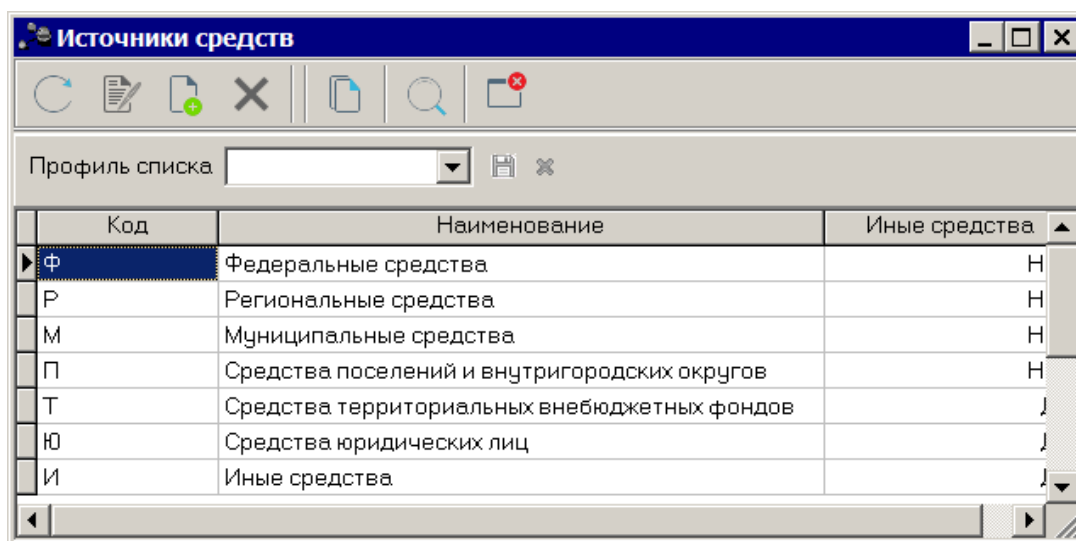 Источники средств
Профиль списка
Код Наименование Иные средства
Ф Федеральные средства Н
Р Региональные средства Н
М Муниципальные средства Н
П Средства поселений и внутригородских округов Н
Т Средства территориальных внебюджетных фондов
Ю Средства юридических лиц
И Иные средства